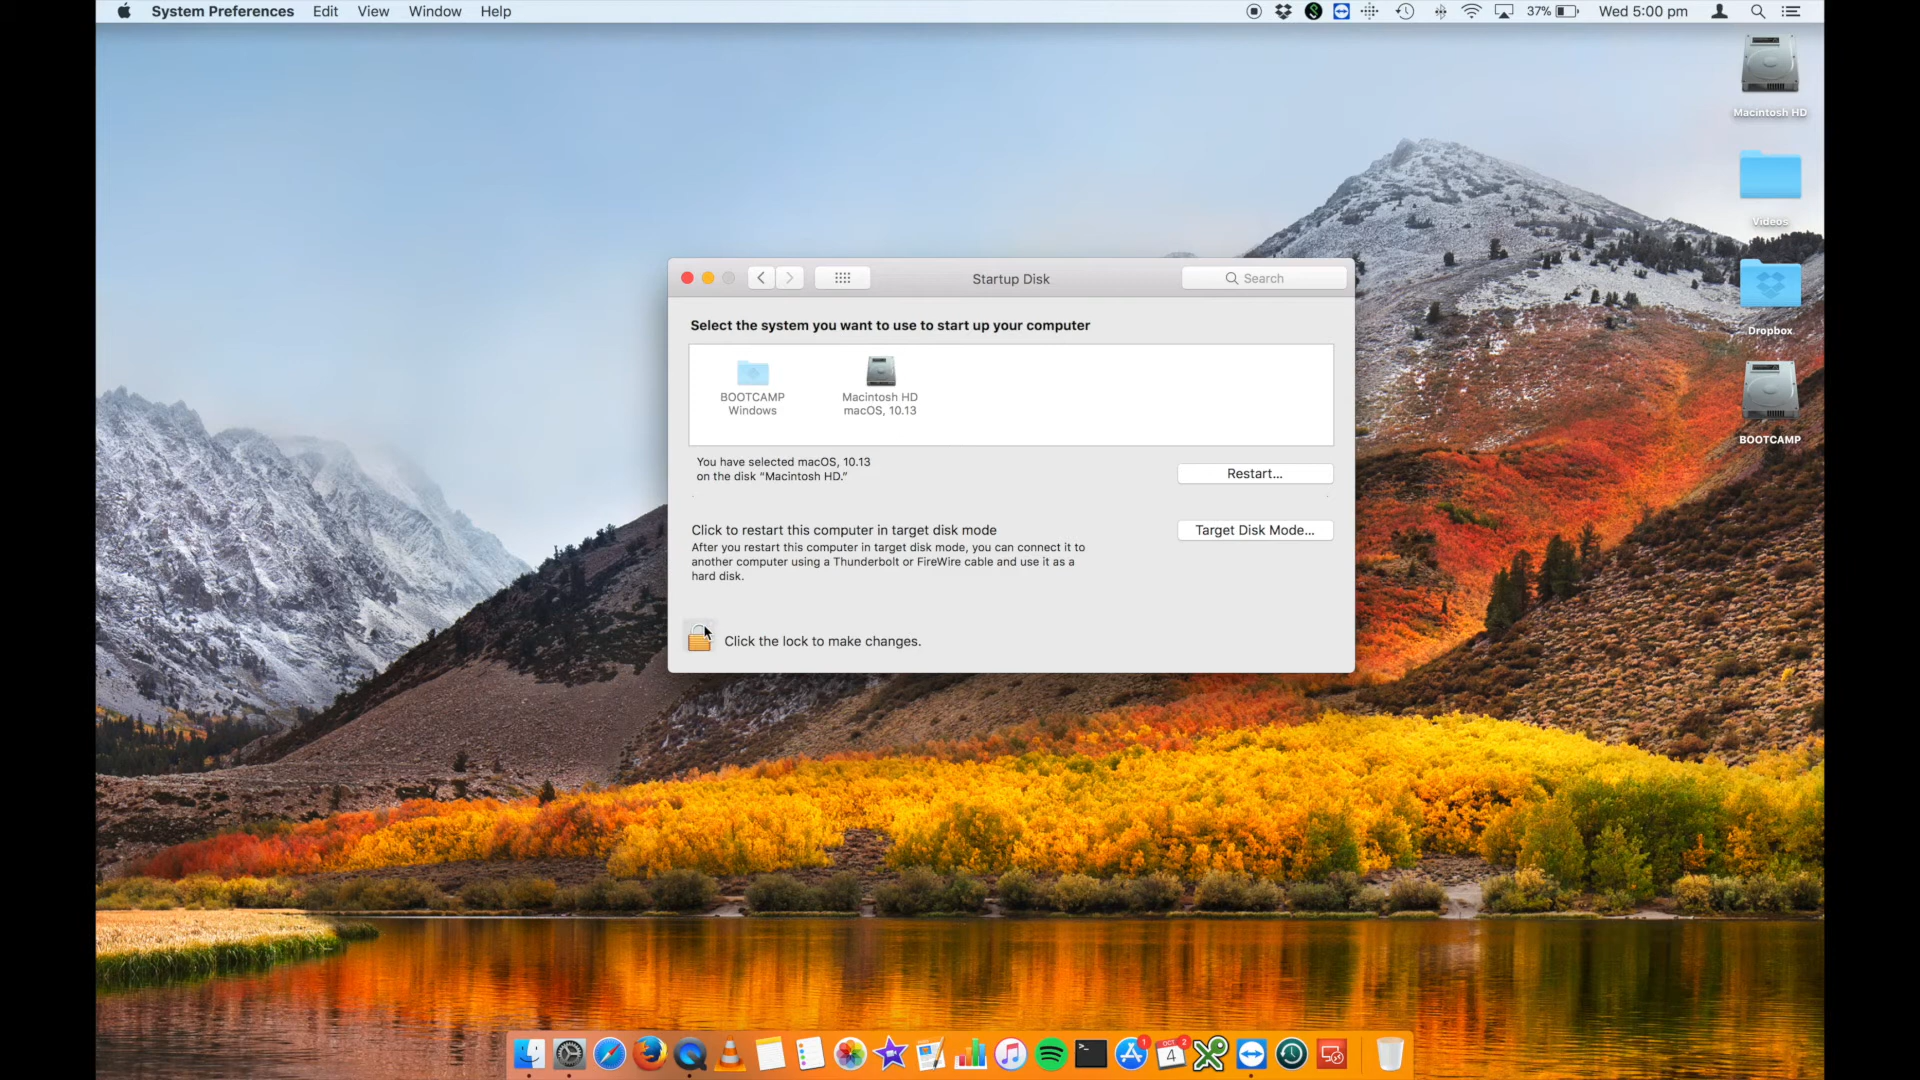 System Preferences Edit View Window Help
37% Wed 5:00 pm
Macintosh HD
Videos
Dropbox
BOOTCAMP
Startup Disk
Search
Select the system you want to use to start up your computer
BOOTCAMP
Windows
Macintosh HD
macOS, 10.13
You have selected macOS, 10.13
on the disk “Macintosh HD.”
Restart...
Click to restart this computer in target disk mode
After you restart this computer in target disk mode, you can connect it to
another computer using a Thunderbolt or FireWire cable and use it as a
hard disk.
Target Disk Mode...
Click the lock to make changes.
1
OCT
2
4